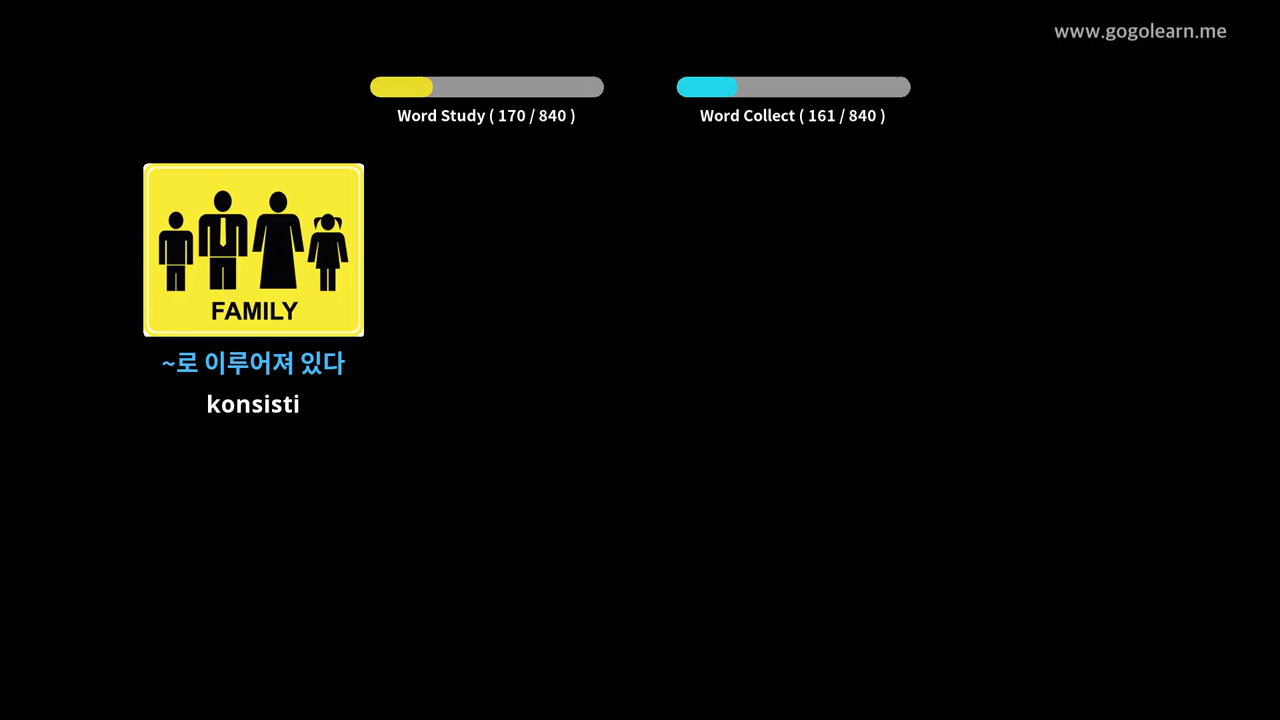 www.gogolearn.me
Word Study ( 170 / 840 )
Word Collect ( 161 / 840 )
FAMILY
~로 이루어져 있다
konsisti